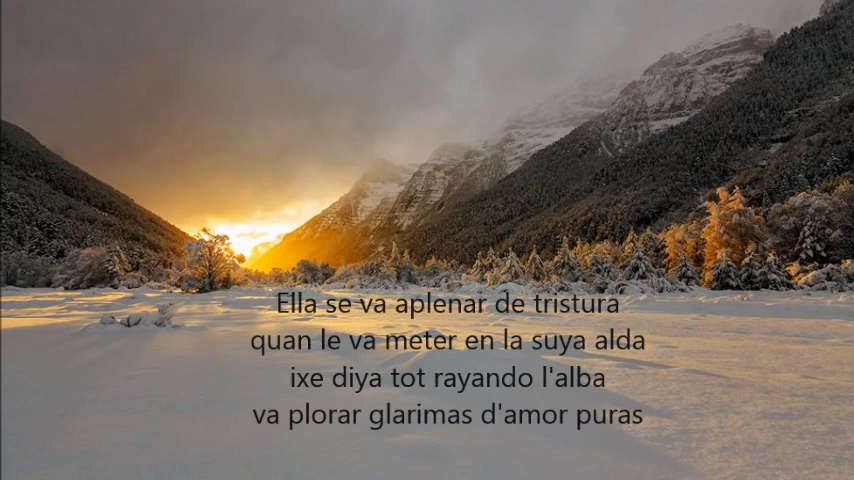 Ella se va aplenar de tristura
quan le va meter en la suya alda
ixe diya tot rayando l'alba
va plorar glarimas d'amor puras